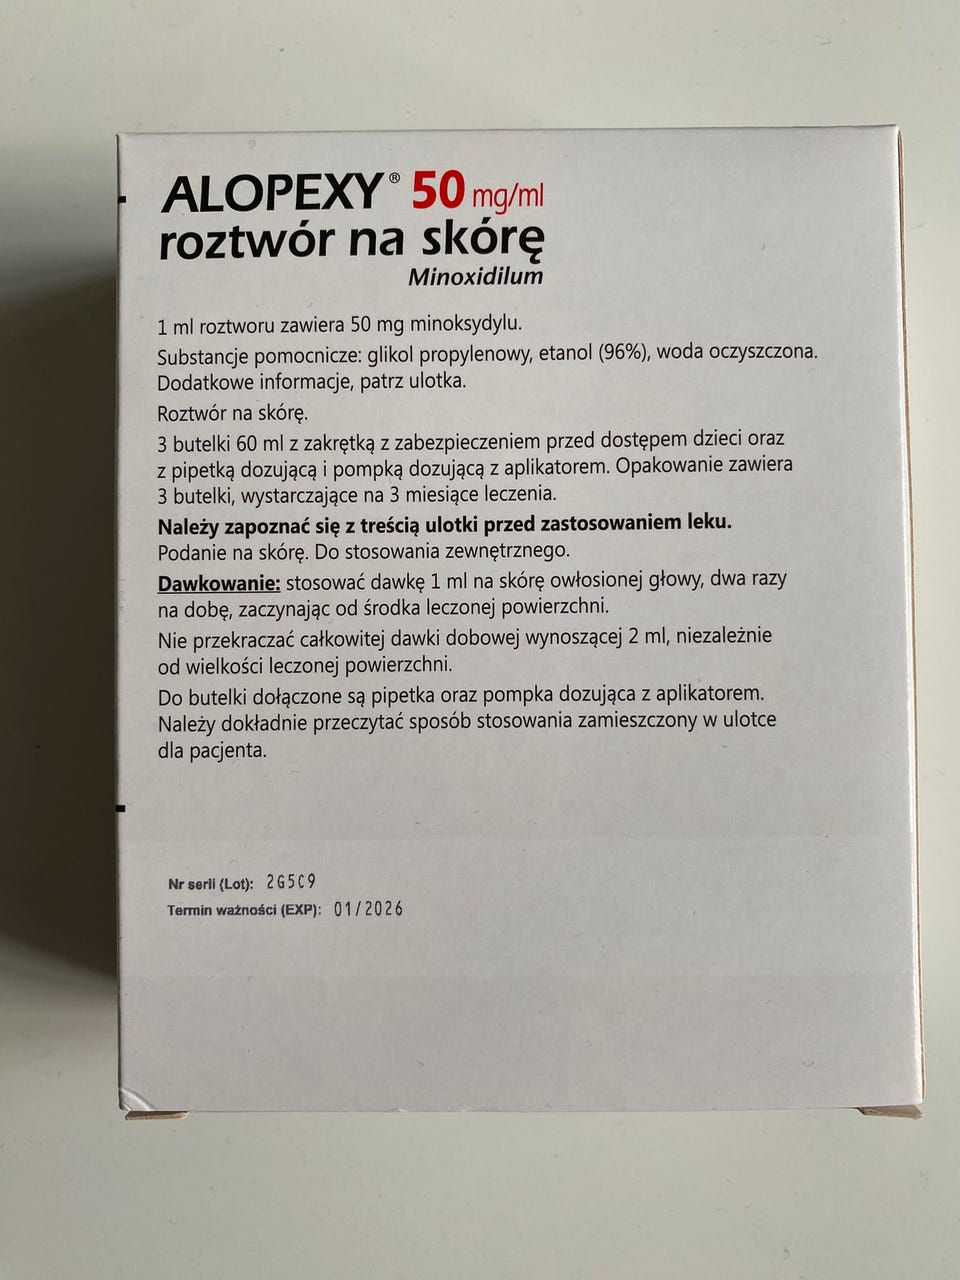 ALOPEXY® 50 mg/ml
roztwór na skórę
Minoxidilum
1 ml roztworu zawiera 50 mg minoksydylu.
Substancje pomocnicze: glikol propylenowy, etanol (96%), woda oczyszczona.
Dodatkowe informacje, patrz ulotka.
Roztwór na skórę.
3 butelki 60 ml z zakrętką z zabezpieczeniem przed dostępem dzieci oraz
z pipetką dozującą i pompką dozującą z aplikatorem. Opakowanie zawiera
3 butelki, wystarczające na 3 miesiące leczenia.
Należy zapoznać się z treścią ulotki przed zastosowaniem leku.
Podanie na skórę. Do stosowania zewnętrznego.
Dawkowanie: stosować dawkę 1 ml na skórę owłosionej głowy, dwa razy
na dobę, zaczynając od środka leczonej powierzchni.
Nie przekraczać całkowitej dawki dobowej wynoszącej 2 ml, niezależnie
od wielkości leczonej powierzchni.
Do butelki dołączone są pipetka oraz pompka dozująca z aplikatorem.
Należy dokładnie przeczytać sposób stosowania zamieszczony w ulotce
dla pacjenta.
Nr serii (Lot): 2G5C9
Termin ważności (EXP): 01/2026